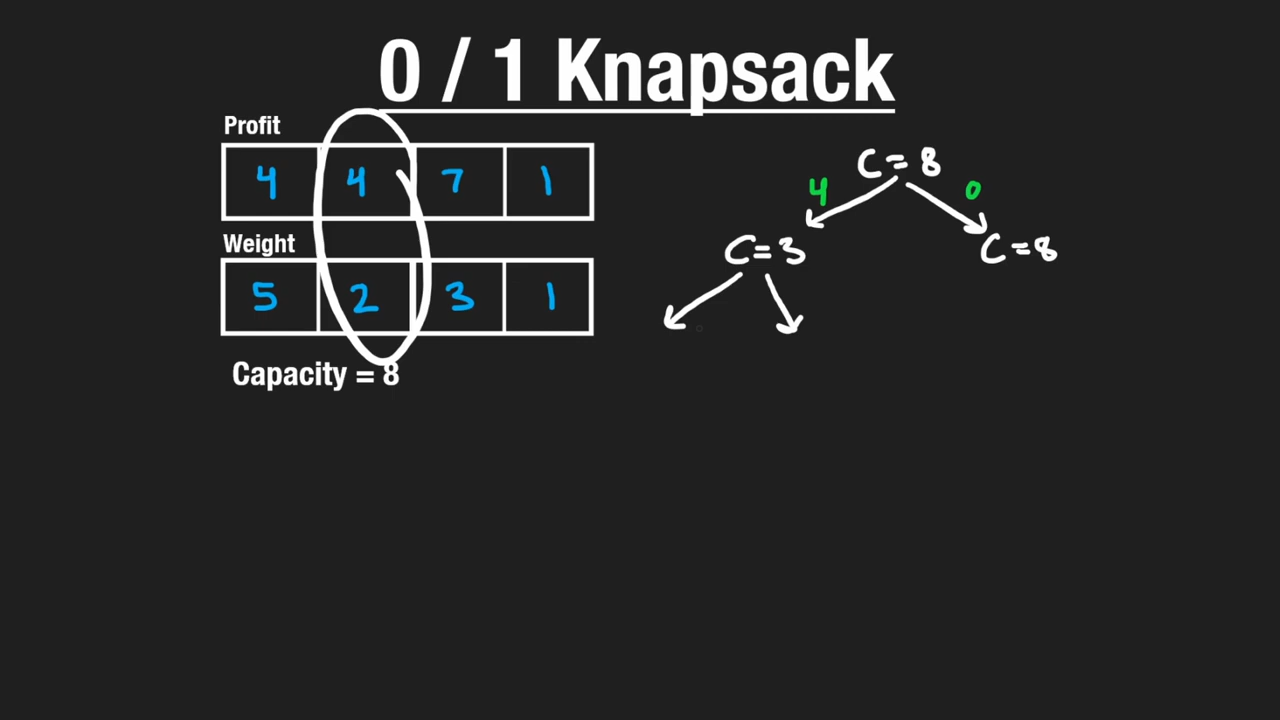 0 / 1 Knapsack
Profit
4 4 7 1
Weight
5 2 3 1
Capacity = 8
C = 8
4 0
C = 3 C = 8